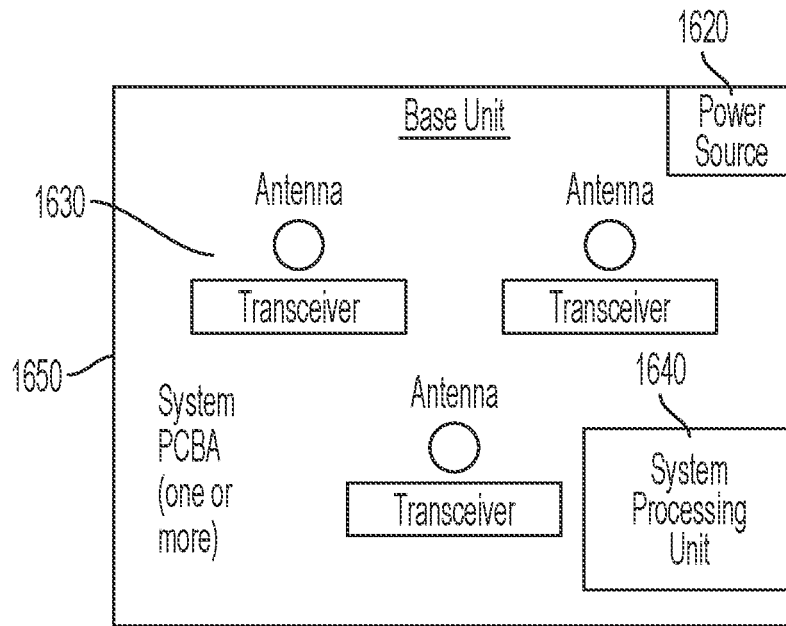 1620
Base Unit
Power
Source
Antenna
Antenna
1630
Transceiver
Transceiver
1650
1640
System
PCBA
(one or
more)
Antenna
Transceiver
System
Processing
Unit